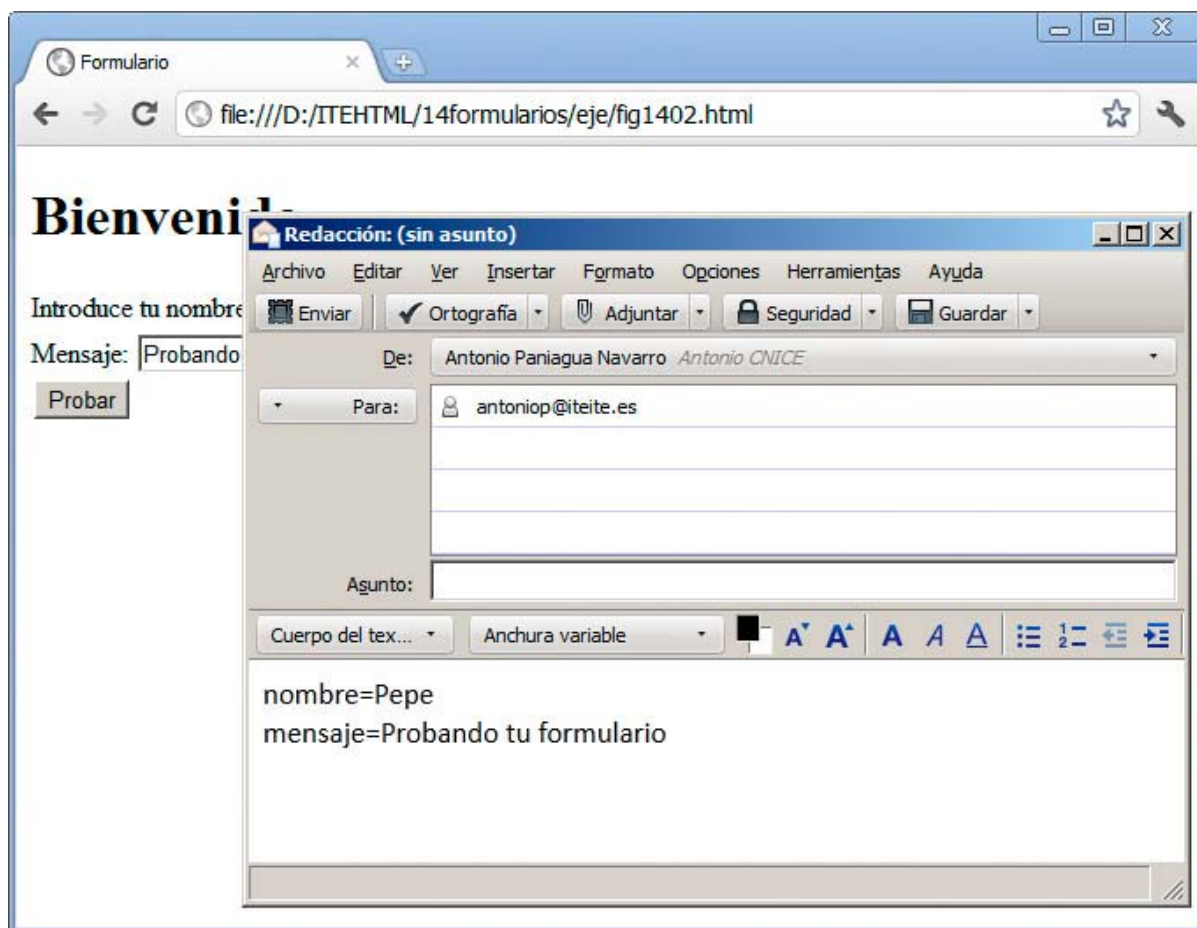 Formulario
file:///D:/ITEHTML/14formularios/eje/fig1402.html
Introduce tu nombre
Mensaje: Probando
Probar
Redacción: (sin asunto)
Archivo Editar Ver Insertar Formato Opciones Herramientas Ayuda
Enviar Ortografía Adjuntar Seguridad Guardar
De: Antonio Paniagua Navarro Antonio CNICE
Para: antoniop@iteite.es
Asunto:
Cuerpo del tex... Anchura variable
nombre=Pepe
mensaje=Probando tu formulario